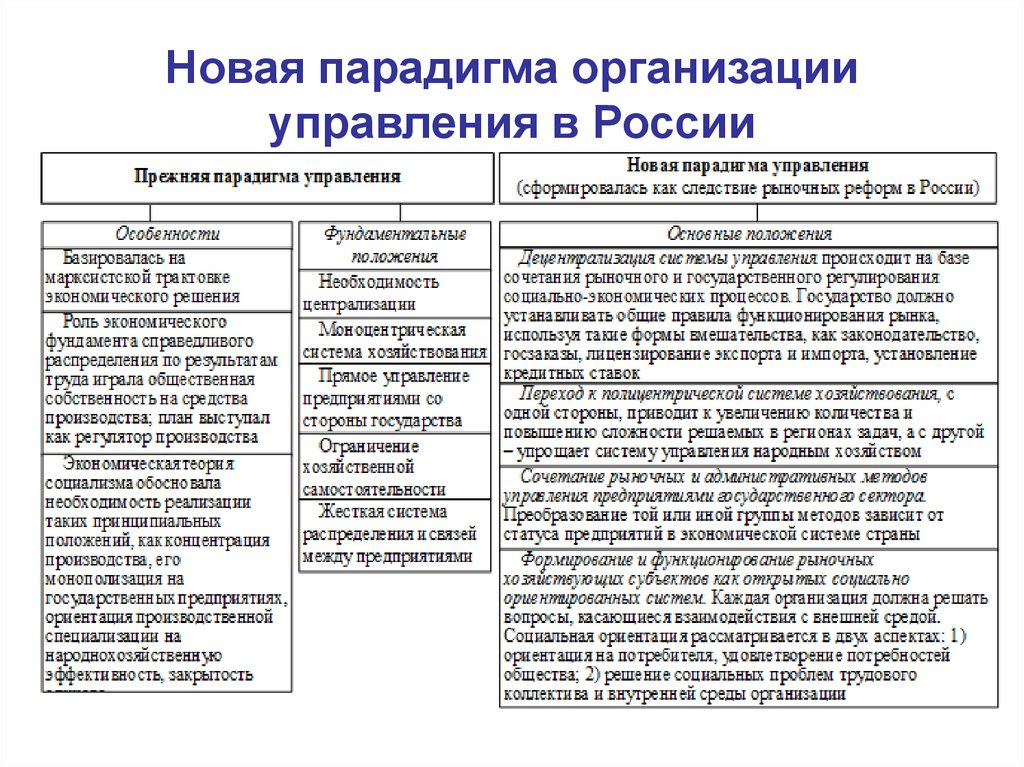 Новая парадигма организации
управления в России
Прежняя парадигма управления
Новая парадигма управления
(сформировалась как следствие рыночных реформ в России)
Особенности
Базировалась на
марксистской трактовке
экономического решения
Роль экономического
фундамента справедливого
распределения по результатам
труда играла общественная
собственность на средства
производства; план выступал
как регулятор производства
Экономическая теория
социализма обосновала
необходимость реализации
таких принципиальных
положений, как концентрация
производства, его
монополизация на
государственных предприятиях,
ориентация производственной
специализации на
народнохозяйственную
эффективность, закрытость
Фундаментальные
положения
Необходимость
централизации
Моноцентрическая
система хозяйствования
Прямое управление
предприятиями со
стороны государства
Ограничение
хозяйственной
самостоятельности
Жесткая система
распределения и связей
между предприятиями
Основные положения
Децентрализация системы управления происходит на базе
сочетания рыночного и государственного регулирования
социально-экономических процессов. Государство должно
устанавливать общие правила функционирования рынка,
используя такие формы вмешательства, как законодательство,
госзаказы, лицензирование экспорта и импорта, установление
кредитных ставок
Переход к полицентрической системе хозяйствования, с
одной стороны, приводит к увеличению количества и
повышению сложности решаемых в регионах задач, а с другой
– упрощает систему управления народным хозяйством
Сочетание рыночных и административных методов
управления предприятиями государственного сектора.
Преобразование той или иной группы методов зависит от
статуса предприятий в экономической системе страны
Формирование и функционирование рыночных
хозяйствующих субъектов как открытых социально
ориентированных систем. Каждая организация должна решать
вопросы, касающиеся взаимодействия с внешней средой.
Социальная ориентация рассматривается в двух аспектах: 1)
ориентация на потребителя, удовлетворение потребностей
общества; 2) решение социальных проблем трудового
коллектива и внутренней среды организации